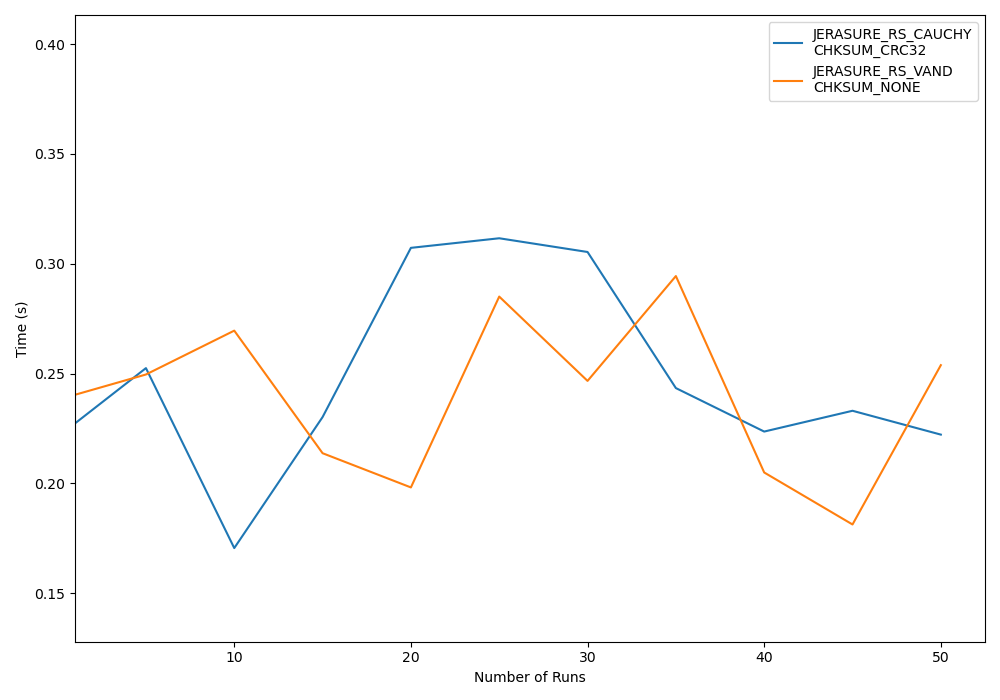 0.40
0.35
0.30
0.25
0.20
0.15
Time (s)
10
20
30
40
50
Number of Runs
JERASURE_RS_CAUCHY
CHKSUM_CRC32
JERASURE_RS_VAND
CHKSUM_NONE